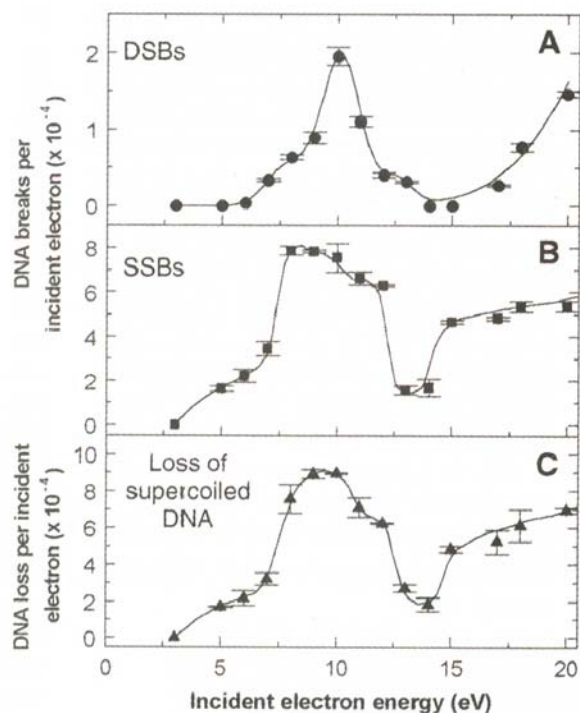 DNA breaks per
incident electron (x 10⁻⁴)
DSBs
A
2
1
0
SSBs
B
8
6
4
2
0
DNA loss per incident
electron (x 10⁻⁴)
Loss of
supercoiled
DNA
C
10
8
6
4
2
0
0
5
10
15
20
Incident electron energy (eV)